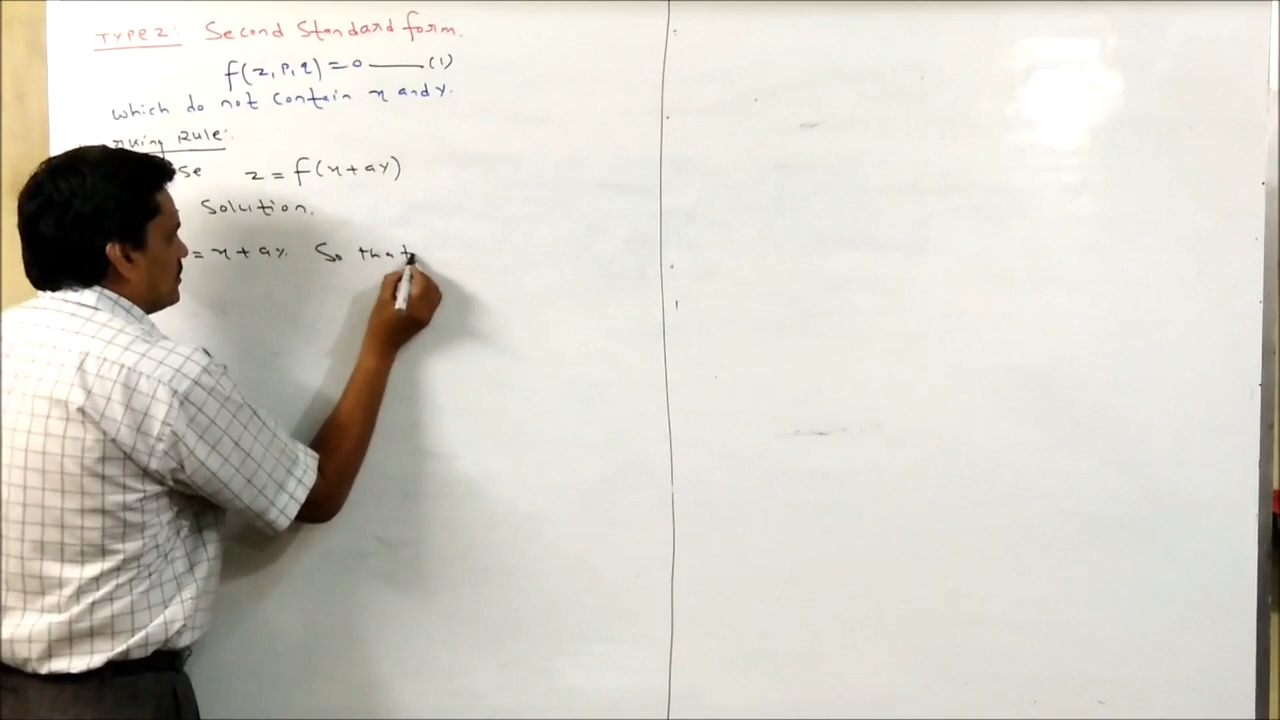 TYPE 2: Second Standard form.
f(z, p, q) = 0 ——— (1)
which do not contain x and y.
Rule:
z = f(x + ay)
Solution.
= x + ay. So that